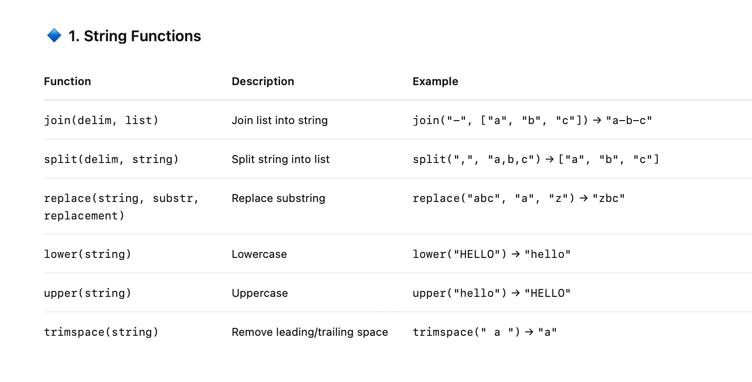 🔷 1. String Functions
Function Description Example
join(delim, list) Join list into string join("-", ["a", "b", "c"]) → "a-b-c"
split(delim, string) Split string into list split(",", "a,b,c") → ["a", "b", "c"]
replace(string, substr, Replace substring replace("abc", "a", "z") → "zbc"
replacement)
lower(string) Lowercase lower("HELLO") → "hello"
upper(string) Uppercase upper("hello") → "HELLO"
trimspace(string) Remove leading/trailing space trimspace(" a ") → "a"